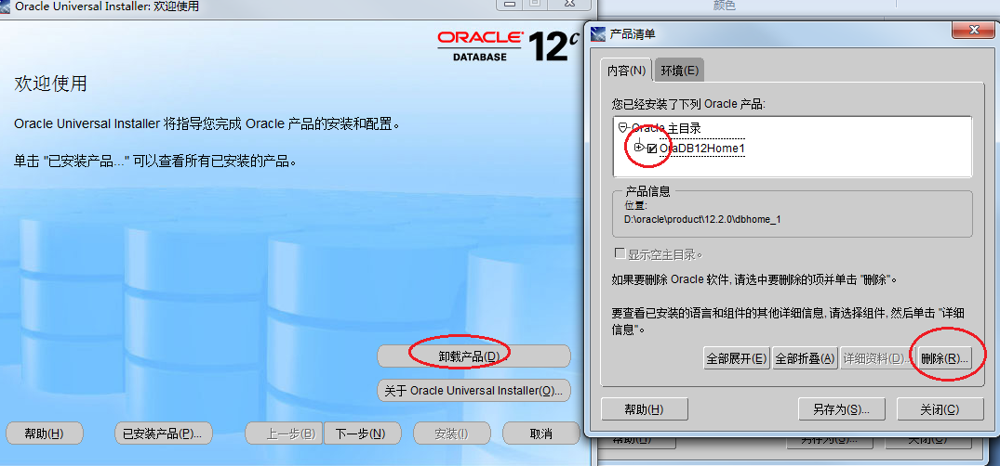 Oracle Universal Installer: 欢迎使用
ORACLE
DATABASE
12c
欢迎使用
Oracle Universal Installer 将指导您完成 Oracle 产品的安装和配置。
单击 "已安装产品..." 可以查看所有已安装的产品。
卸载产品(D)...
关于 Oracle Universal Installer(O)...
帮助(H)
已安装产品(P)...
上一步(B)
下一步(N)
安装(I)
取消
颜色
产品清单
内容(N)
环境(E)
您已经安装了下列 Oracle 产品:
Oracle 主目录
OraDB12Home1
产品信息
位置:
D:\oracle\product\12.2.0\dbhome_1
显示空主目录。
如果要删除 Oracle 软件, 请选中要删除的项并单击 "删除"。
要查看已安装的语言和组件的其他详细信息, 请选择组件, 然后单击 "详细
信息"。
全部展开(E)
全部折叠(A)
详细资料(D)...
删除(R)...
帮助(H)
另存为(S)...
关闭(C)